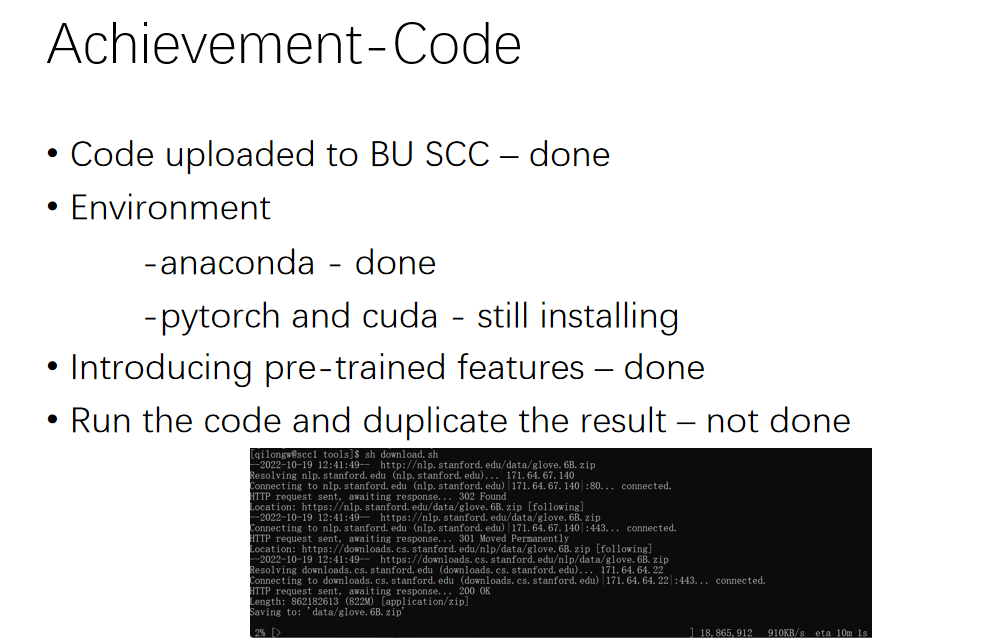 Achievement-Code
• Code uploaded to BU SCC – done
• Environment
-anaconda - done
-pytorch and cuda - still installing
• Introducing pre-trained features – done
• Run the code and duplicate the result – not done
[qilongw@scc1 tools]$ sh download.sh
--2022-10-19 12:41:49--  http://nlp.stanford.edu/data/glove.6B.zip
Resolving nlp.stanford.edu (nlp.stanford.edu)... 171.64.67.140
Connecting to nlp.stanford.edu (nlp.stanford.edu)|171.64.67.140|:80... connected.
HTTP request sent, awaiting response... 302 Found
Location: https://nlp.stanford.edu/data/glove.6B.zip [following]
--2022-10-19 12:41:49--  https://nlp.stanford.edu/data/glove.6B.zip
Connecting to nlp.stanford.edu (nlp.stanford.edu)|171.64.67.140|:443... connected.
HTTP request sent, awaiting response... 301 Moved Permanently
Location: https://downloads.cs.stanford.edu/nlp/data/glove.6B.zip [following]
--2022-10-19 12:41:49--  https://downloads.cs.stanford.edu/nlp/data/glove.6B.zip
Resolving downloads.cs.stanford.edu (downloads.cs.stanford.edu)... 171.64.64.22
Connecting to downloads.cs.stanford.edu (downloads.cs.stanford.edu)|171.64.64.22|:443... connected.
HTTP request sent, awaiting response... 200 OK
Length: 862182613 (822M) [application/zip]
Saving to: 'data/glove.6B.zip'
2% [> ] 18,865,912 910KB/s eta 10m 1s